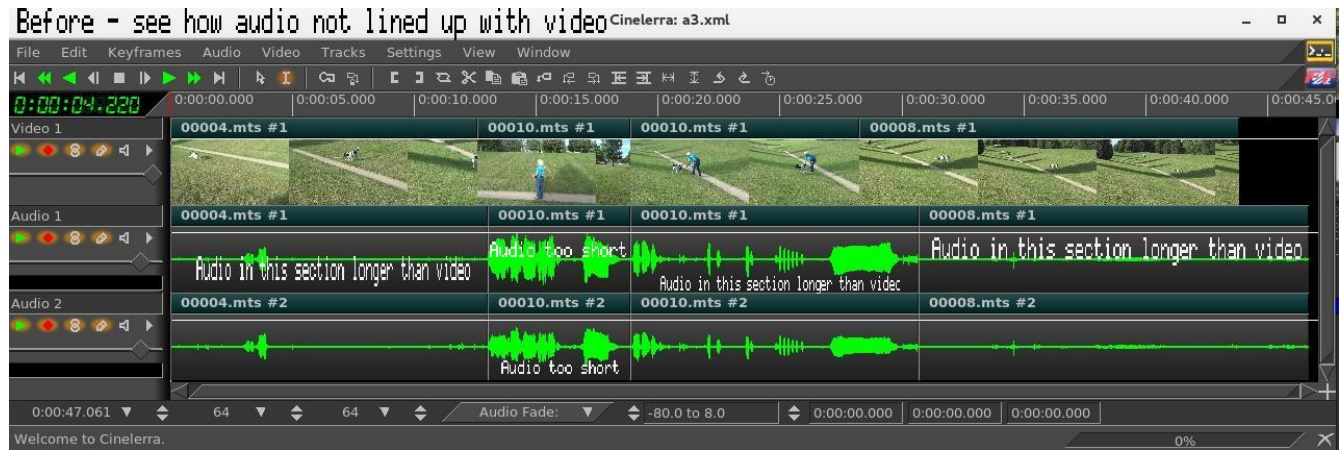 Before - see how audio not lined up with video Cinelerra: a3.xml
File Edit Keyframes Audio Video Tracks Settings View Window
0:00:04.220 0:00:00.000 0:00:05.000 0:00:10.000 0:00:15.000 0:00:20.000 0:00:25.000 0:00:30.000 0:00:35.000 0:00:40.000 0:00:45.0
Video 1 00004.mts #1 00010.mts #1 00010.mts #1 00008.mts #1
Audio 1 00004.mts #1 00010.mts #1 00010.mts #1 00008.mts #1
Audio in this section longer than video Audio too short Audio in this section longer than videc Audio in this section longer than video
Audio 2 00004.mts #2 00010.mts #2 00010.mts #2 00008.mts #2
Audio too short
0:00:47.061 64 64 Audio Fade: -80.0 to 8.0 0:00:00.000 0:00:00.000 0:00:00.000
Welcome to Cinelerra. 0%